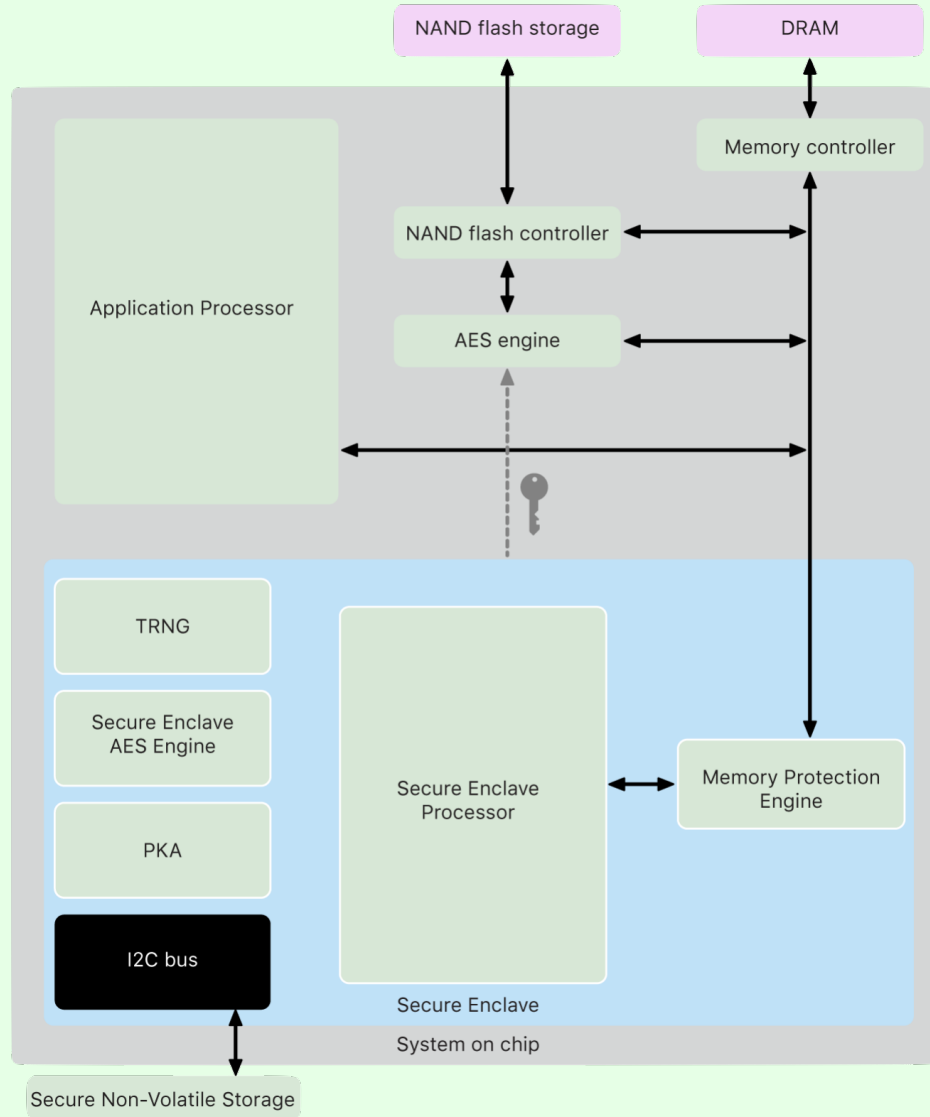 NAND flash storage
DRAM
Memory controller
NAND flash controller
Application Processor
AES engine
TRNG
Secure Enclave
AES Engine
Secure Enclave
Processor
Memory Protection
Engine
PKA
I2C bus
Secure Enclave
System on chip
Secure Non-Volatile Storage